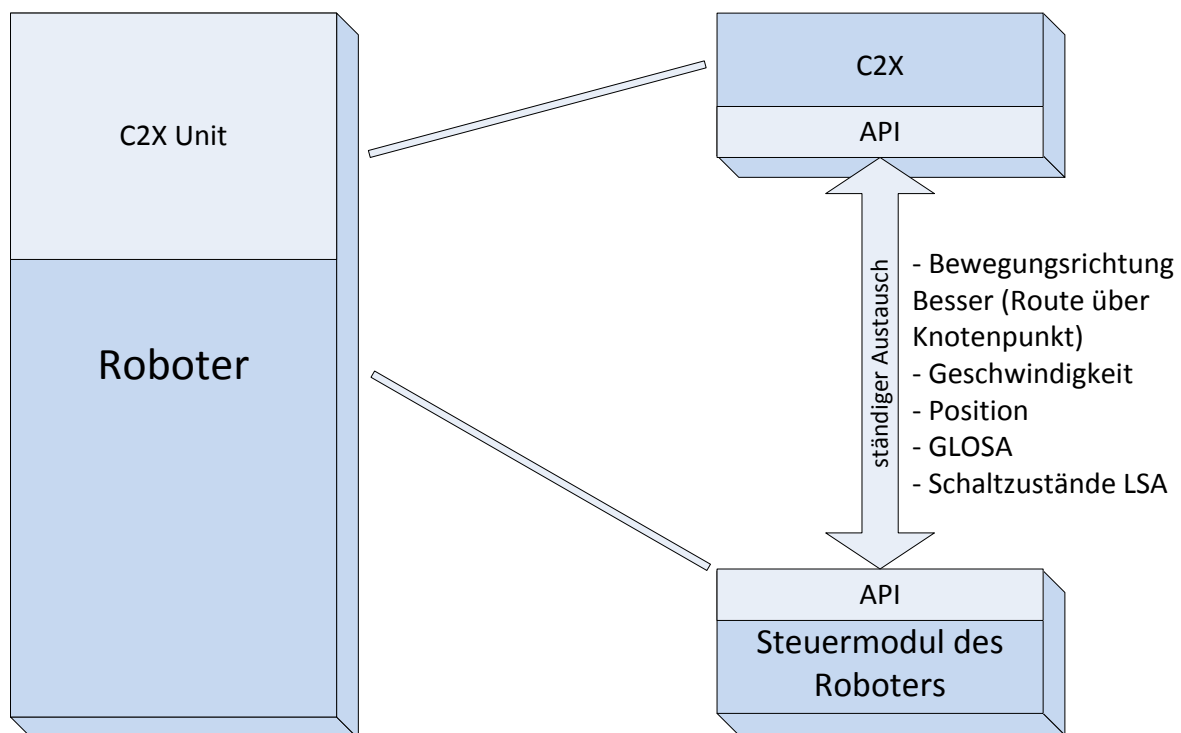 C2X Unit
Roboter
C2X
API
ständiger Austausch
- Bewegungsrichtung
Besser (Route über
Knotenpunkt)
- Geschwindigkeit
- Position
- GLOSA
- Schaltzustände LSA
API
Steuermodul des
Roboters